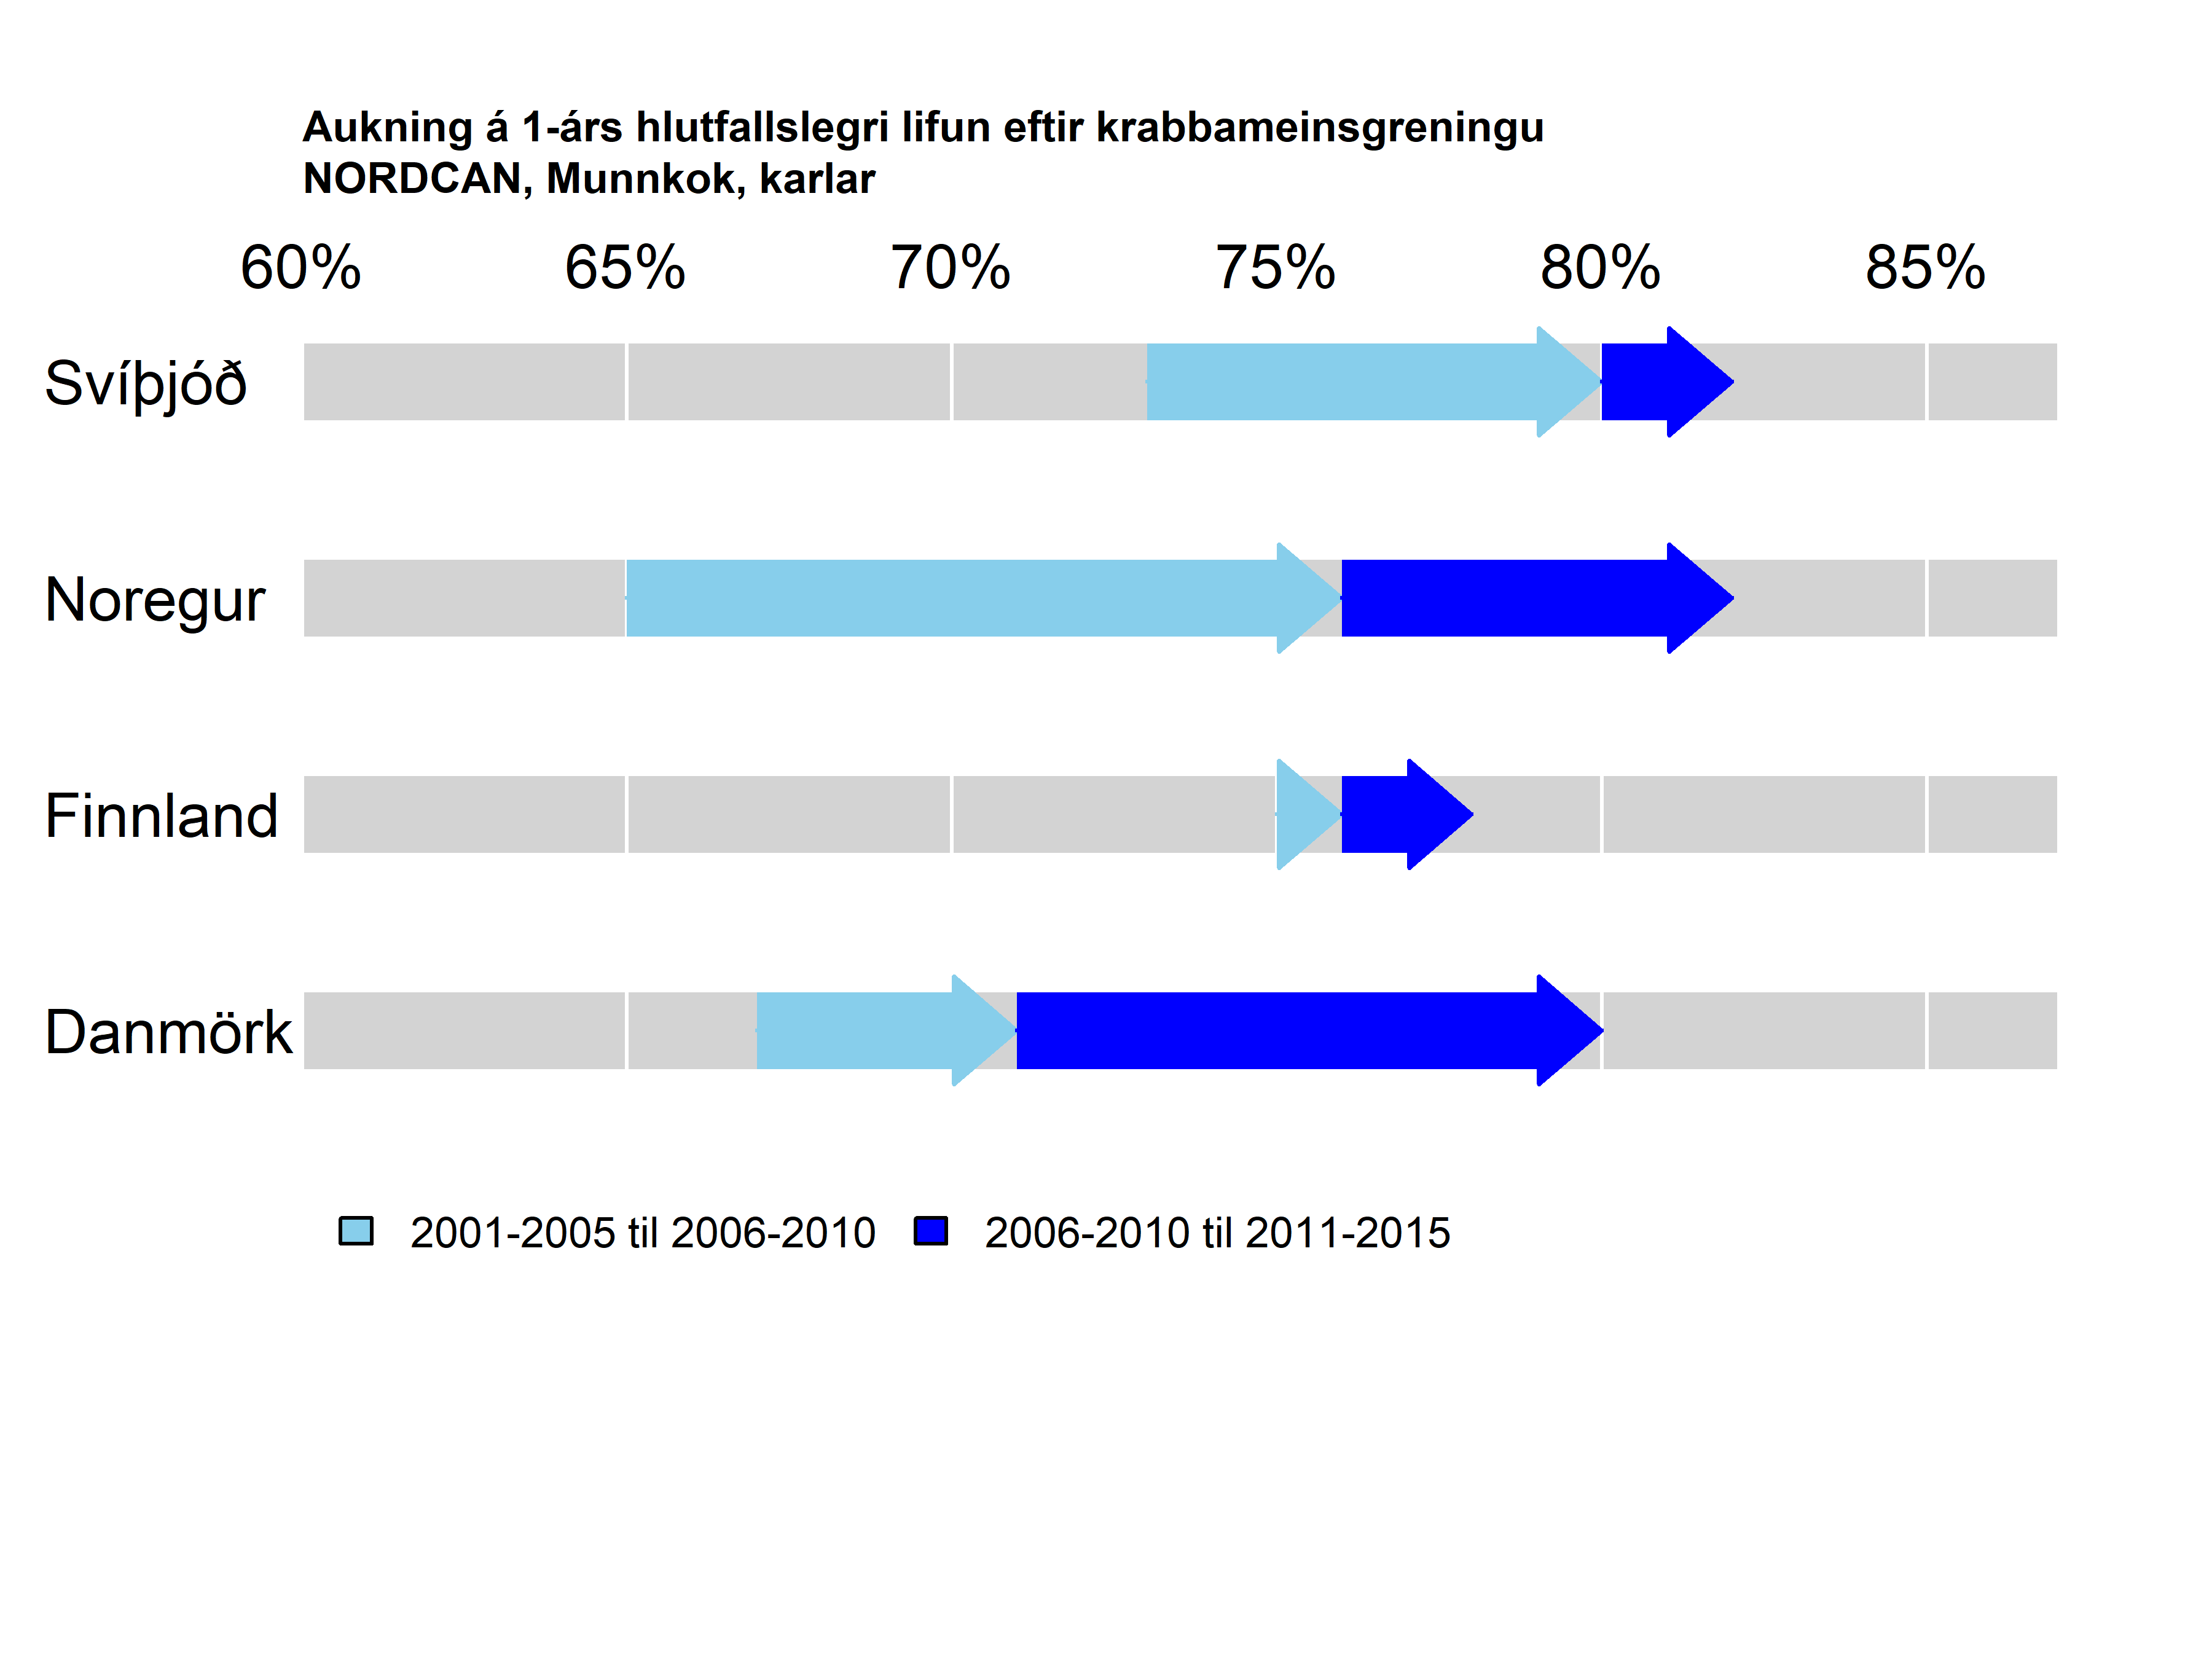 Aukning á 1-árs hlutfallslegri lifun eftir krabbameinsgreningu
NORDCAN, Munnkok, karlar
60% 65% 70% 75% 80% 85%
Svíþjóð
Noregur
Finnland
Danmörk
2001-2005 til 2006-2010 2006-2010 til 2011-2015